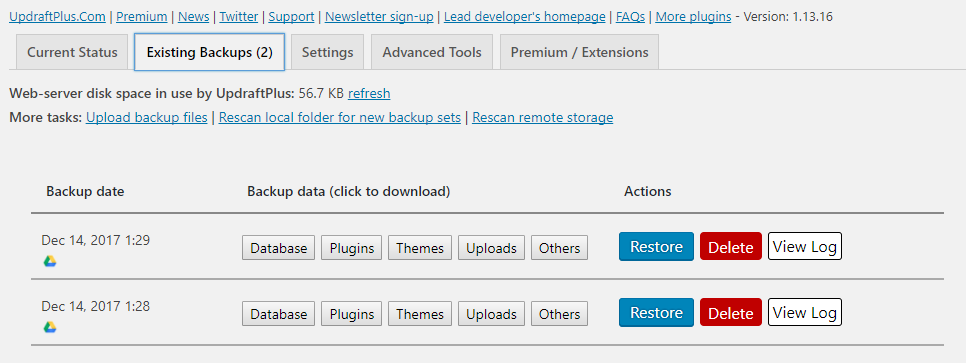 UpdraftPlus.Com | Premium | News | Twitter | Support | Newsletter sign-up | Lead developer's homepage | FAQs | More plugins - Version: 1.13.16
Current Status Existing Backups (2) Settings Advanced Tools Premium / Extensions
Web-server disk space in use by UpdraftPlus: 56.7 KB refresh
More tasks: Upload backup files | Rescan local folder for new backup sets | Rescan remote storage
Backup date Backup data (click to download) Actions
Dec 14, 2017 1:29 Database Plugins Themes Uploads Others Restore Delete View Log
Dec 14, 2017 1:28 Database Plugins Themes Uploads Others Restore Delete View Log